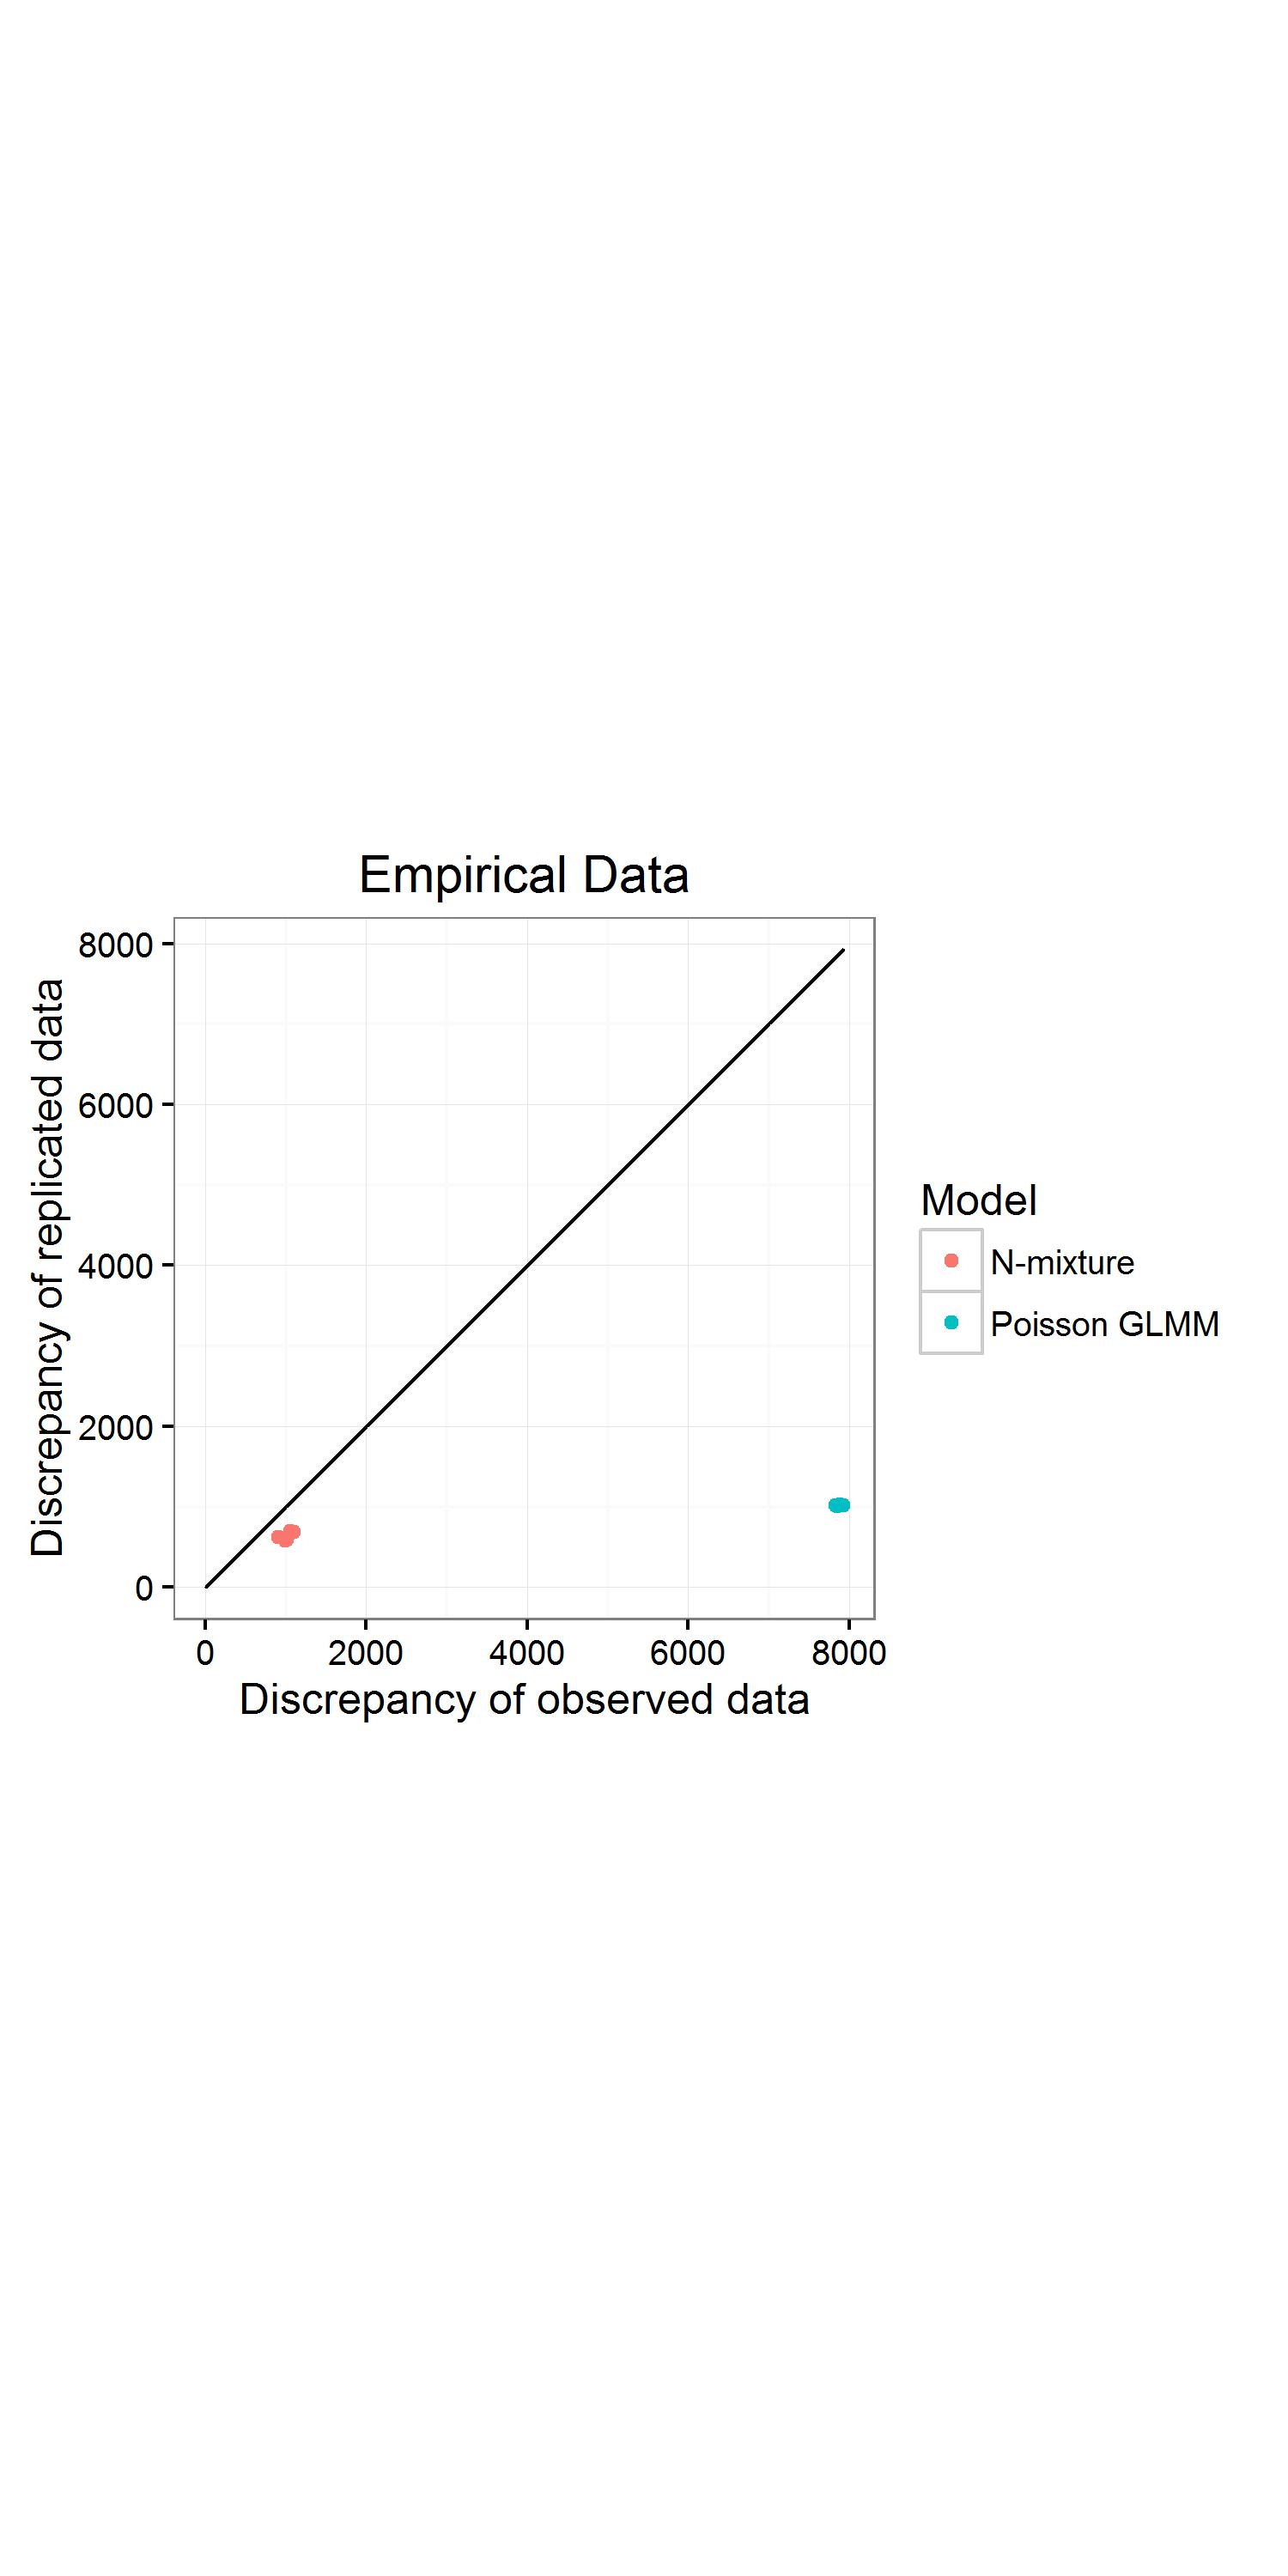 Empirical Data
Discrepancy of replicated data
8000
6000
4000
2000
0
0 2000 4000 6000 8000
Discrepancy of observed data
Model
N-mixture
Poisson GLMM